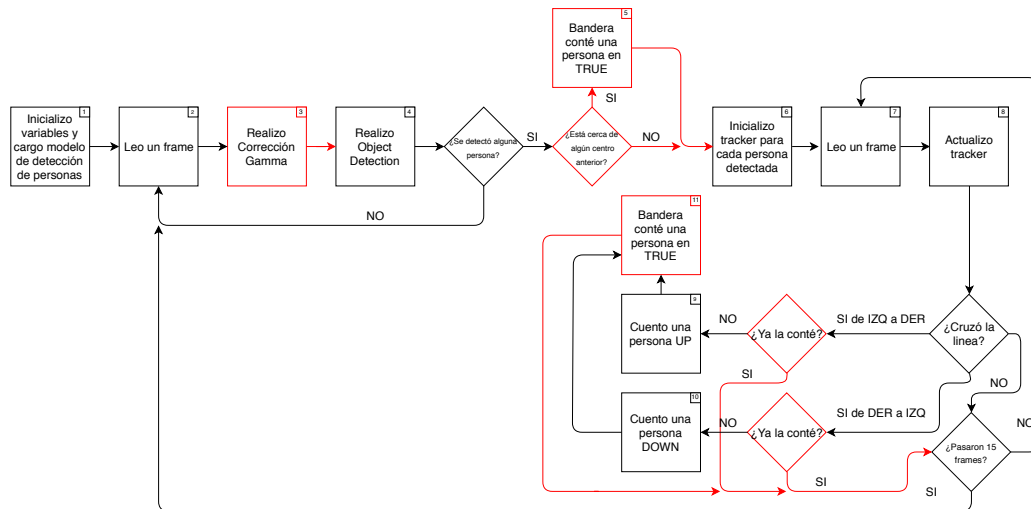 5
Bandera
conté una
persona en
TRUE
SI
1
Inicializo
variables y
cargo modelo
de detección
de personas
2
Leo un frame
3
Realizo
Corrección
Gamma
4
Realizo
Object
Detection
¿Se detectó alguna
persona?
SI
NO
¿Está cerca de
algún centro
anterior?
NO
6
Inicializo
tracker para
cada persona
detectada
7
Leo un frame
8
Actualizo
tracker
11
Bandera
conté una
persona en
TRUE
9
Cuento una
persona UP
NO
¿Ya la conté?
SI de IZQ a DER
¿Cruzó la
linea?
SI
NO
10
Cuento una
persona
DOWN
NO
¿Ya la conté?
SI de DER a IZQ
NO
¿Pasaron 15
frames?
SI
SI